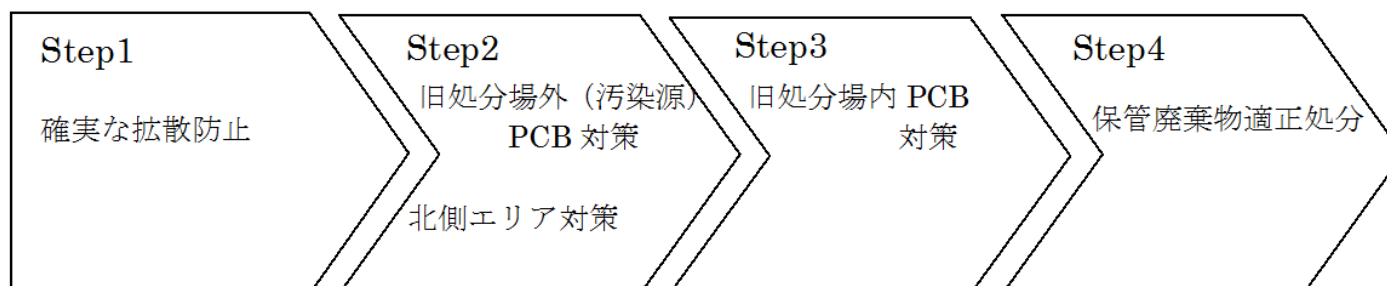 Step1
確実な拡散防止
Step2
旧処分場外（汚染源）
PCB 対策
北側エリア対策
Step3
旧処分場内 PCB
対策
Step4
保管廃棄物適正処分